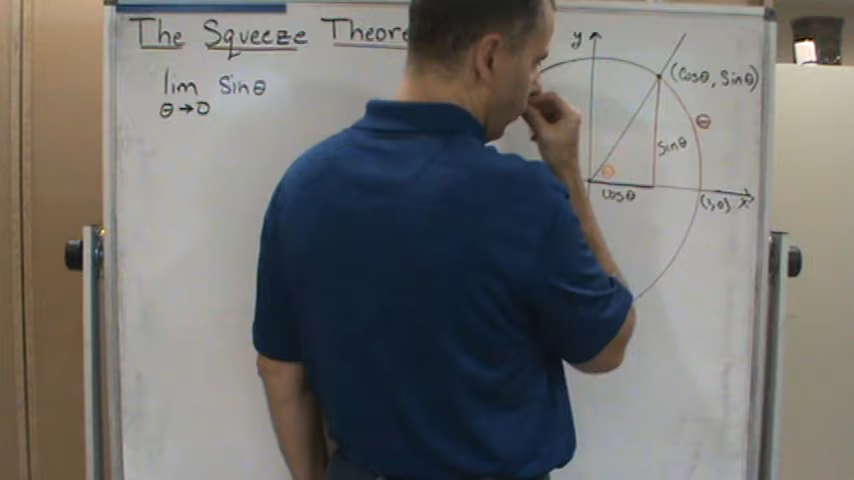 The Squeeze Theore
lim Sinθ
θ→0
y
(Cosθ, Sinθ)
θ
Sinθ
θ
Cosθ
(1,0) x